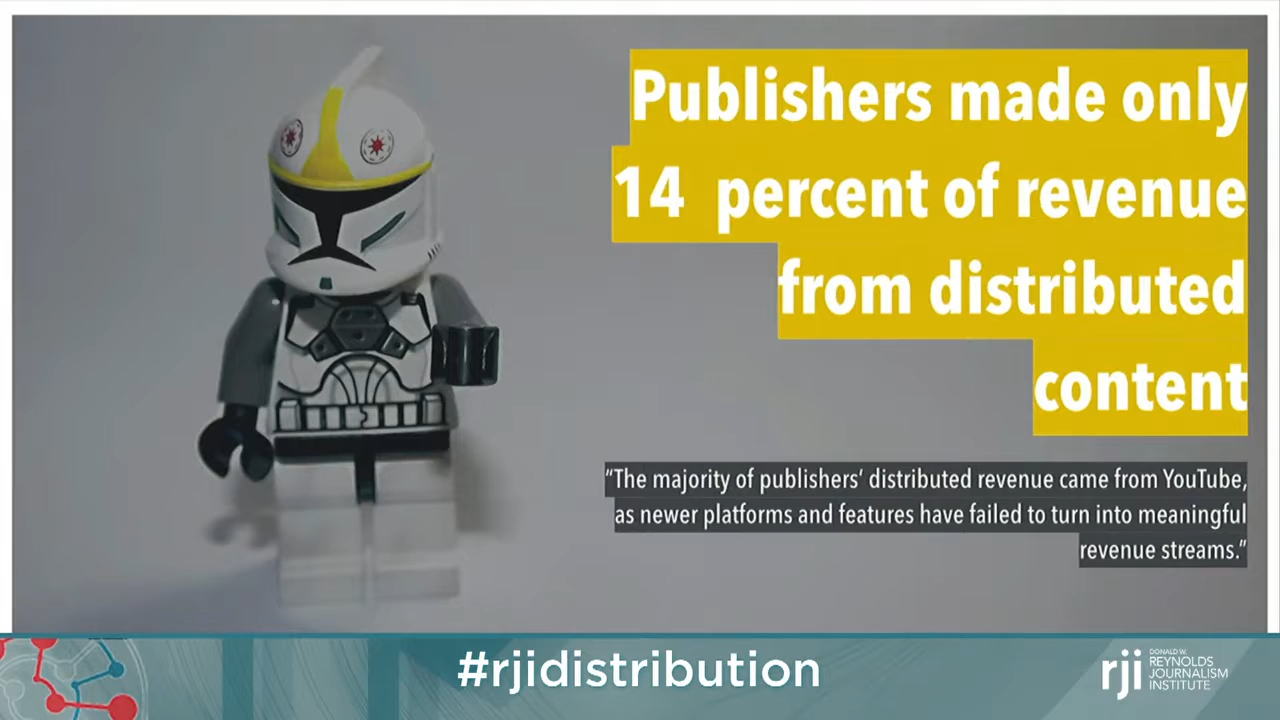 Publishers made only
14 percent of revenue
from distributed
content
“The majority of publishers’ distributed revenue came from YouTube,
as newer platforms and features have failed to turn into meaningful
revenue streams.”
#rjidistribution
rji
DONALD W.
REYNOLDS
JOURNALISM
INSTITUTE